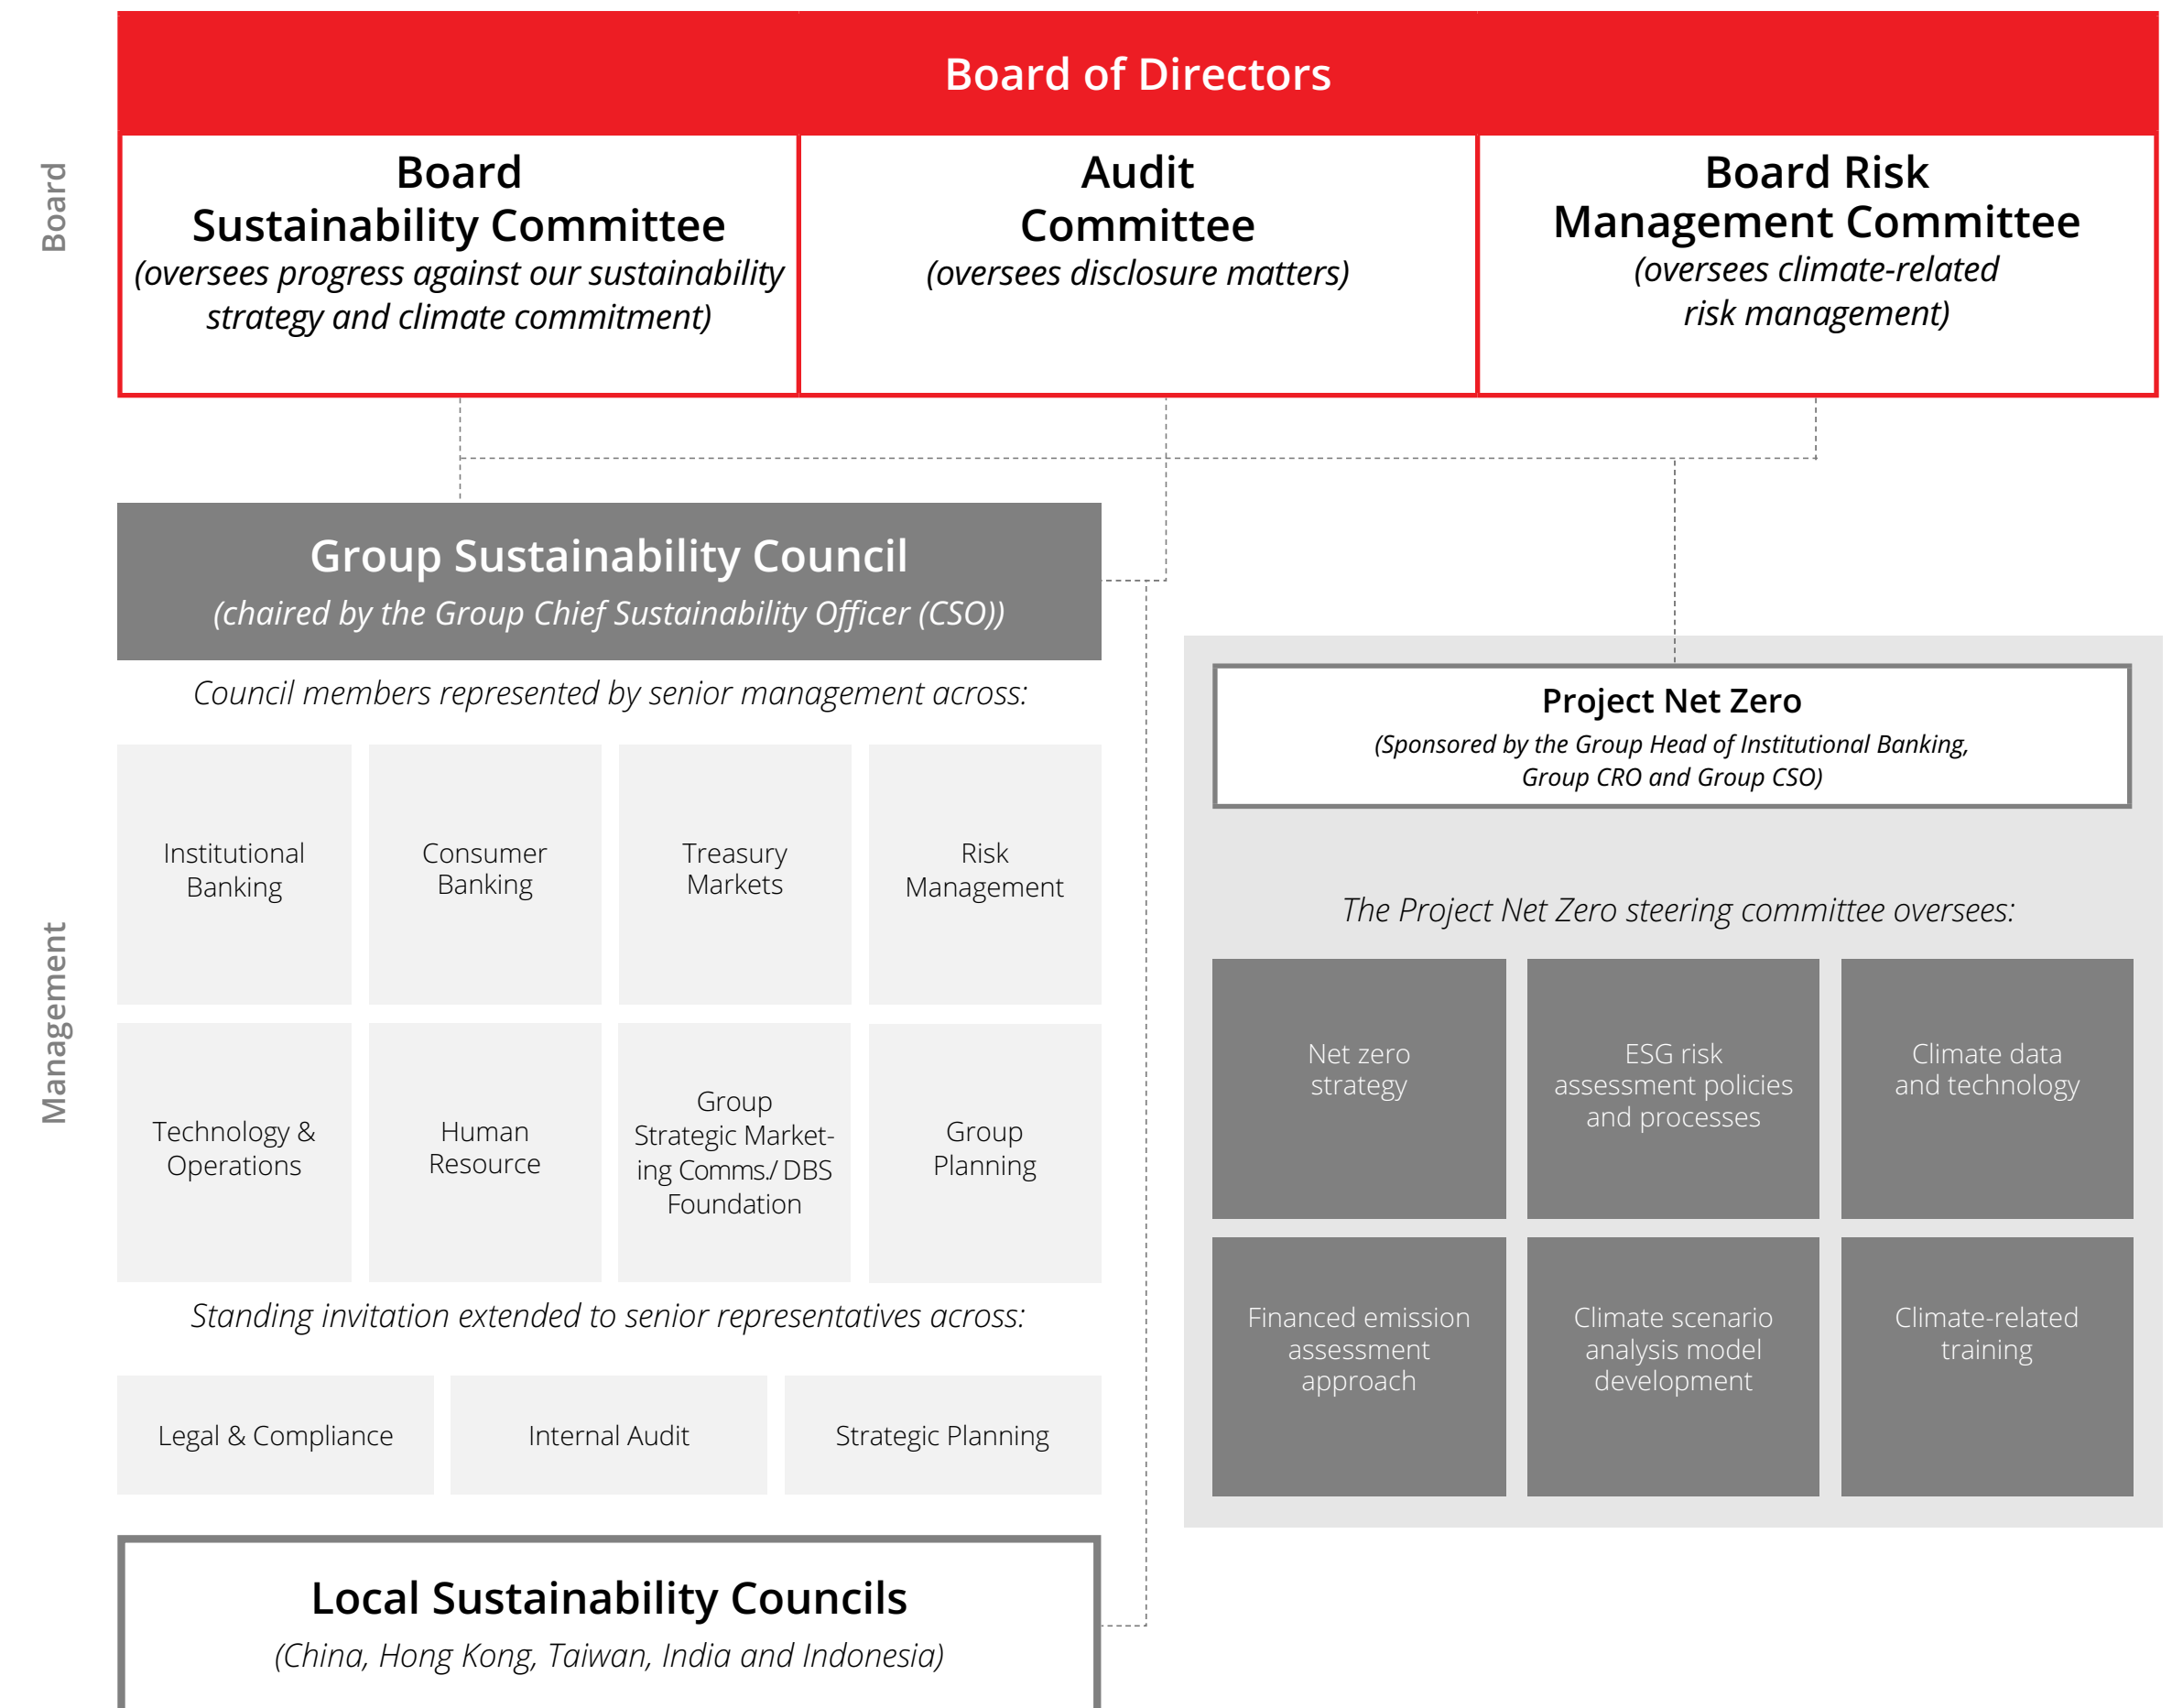 Board of Directors
Board
Board
Sustainability Committee
(oversees progress against our sustainability
strategy and climate commitment)
Audit
Committee
(oversees disclosure matters)
Board Risk
Management Committee
(oversees climate-related
risk management)
Management
Group Sustainability Council
(chaired by the Group Chief Sustainability Officer (CSO))
Council members represented by senior management across:
Institutional
Banking
Consumer
Banking
Treasury
Markets
Risk
Management
Technology &
Operations
Human
Resource
Group
Strategic Market-
ing Comms./ DBS
Foundation
Group
Planning
Standing invitation extended to senior representatives across:
Legal & Compliance
Internal Audit
Strategic Planning
Local Sustainability Councils
(China, Hong Kong, Taiwan, India and Indonesia)
Project Net Zero
(Sponsored by the Group Head of Institutional Banking,
Group CRO and Group CSO)
The Project Net Zero steering committee oversees:
Net zero
strategy
ESG risk
assessment policies
and processes
Climate data
and technology
Financed emission
assessment
approach
Climate scenario
analysis model
development
Climate-related
training